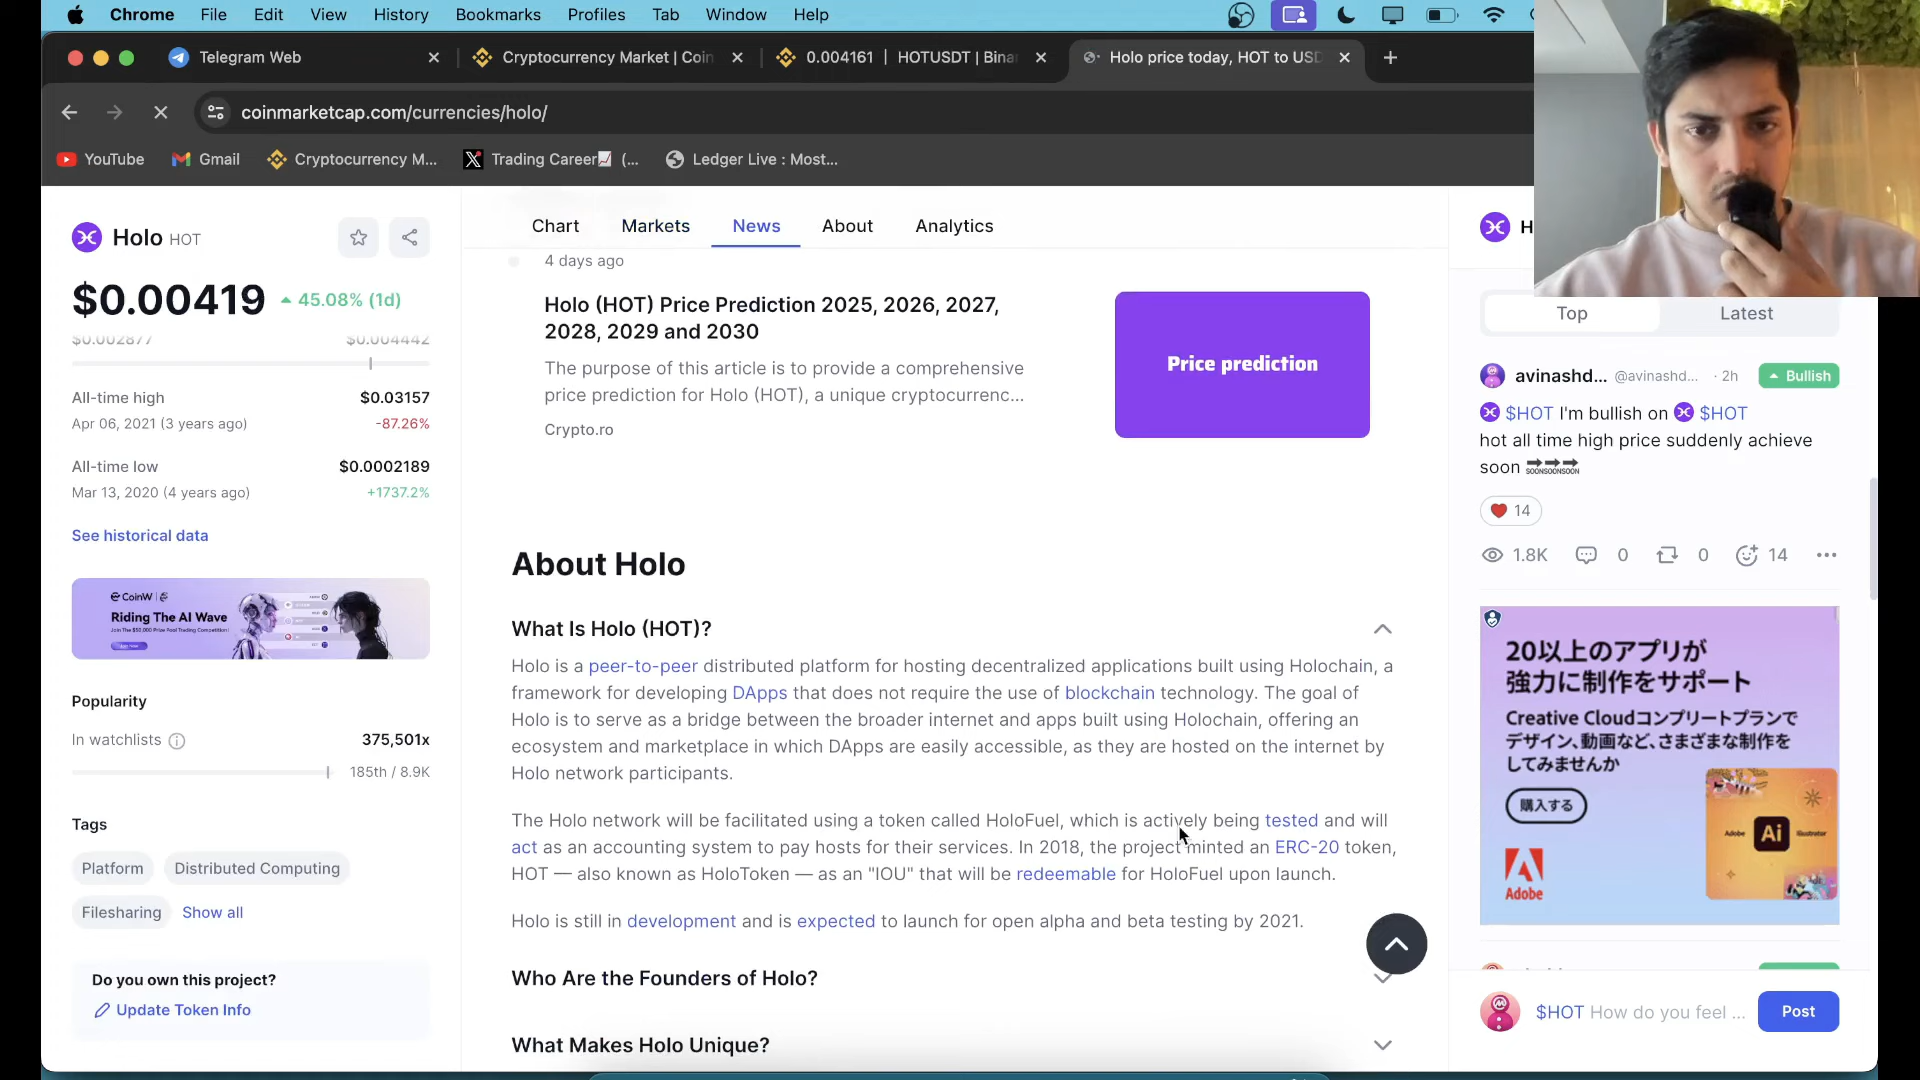 Chrome File Edit View History Bookmarks Profiles Tab Window Help
Telegram Web
Cryptocurrency Market | Coin
0.004161 | HOTUSDT | Bina
Holo price today, HOT to USD
coinmarketcap.com/currencies/holo/
YouTube Gmail Cryptocurrency M... Trading Career (... Ledger Live : Most...
Holo HOT
$0.00419 45.08% (1d)
$0.002877 $0.004442
All-time high $0.03157
Apr 06, 2021 (3 years ago) -87.26%
All-time low $0.0002189
Mar 13, 2020 (4 years ago) +1737.2%
See historical data
CoinW
Riding The AI Wave
Popularity
In watchlists 375,501x
185th / 8.9K
Tags
Platform Distributed Computing
Filesharing Show all
Do you own this project?
Update Token Info
Chart Markets News About Analytics
4 days ago
Holo (HOT) Price Prediction 2025, 2026, 2027,
2028, 2029 and 2030
The purpose of this article is to provide a comprehensive
price prediction for Holo (HOT), a unique cryptocurrenc...
Crypto.ro
Price prediction
About Holo
What Is Holo (HOT)?
Holo is a peer-to-peer distributed platform for hosting decentralized applications built using Holochain, a
framework for developing DApps that does not require the use of blockchain technology. The goal of
Holo is to serve as a bridge between the broader internet and apps built using Holochain, offering an
ecosystem and marketplace in which DApps are easily accessible, as they are hosted on the internet by
Holo network participants.
The Holo network will be facilitated using a token called HoloFuel, which is actively being tested and will
act as an accounting system to pay hosts for their services. In 2018, the project minted an ERC-20 token,
HOT — also known as HoloToken — as an "IOU" that will be redeemable for HoloFuel upon launch.
Holo is still in development and is expected to launch for open alpha and beta testing by 2021.
Who Are the Founders of Holo?
What Makes Holo Unique?
H
Top Latest
avinashd... @avinashd... · 2h Bullish
$HOT I'm bullish on $HOT
hot all time high price suddenly achieve
soon SOON SOON SOON
14
1.8K 0 0 14
20以上のアプリが
強力に制作をサポート
Creative Cloudコンプリートプランで
デザイン、動画など、さまざまな制作を
してみませんか
購入する
Ai
Adobe
$HOT How do you feel ... Post